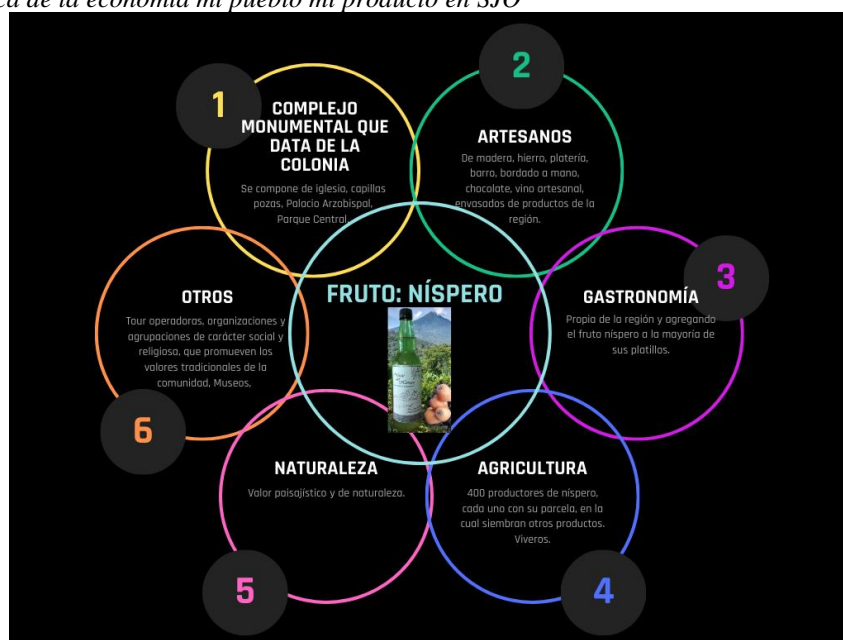 ca de la economía mi pueblo mi producto en SJO
1
COMPLEJO
MONUMENTAL QUE
DATA DE LA
COLONIA
Se compone de iglesia, capillas
pozas, Palacio Arzobispal,
Parque Central.
2
ARTESANOS
De madera, hierro, platería,
barro, bordado a mano,
chocolate, vino artesanal,
envasados de productos de la
región.
3
GASTRONOMÍA
Propia de la región y agregando
el fruto níspero a la mayoría de
sus platillos.
FRUTO: NÍSPERO
OTROS
Tour operadoras, organizaciones y
agrupaciones de carácter social y
religioso, que promueven los
valores tradicionales de la
comunidad, Museos.
6
NATURALEZA
Valor paisajístico y de naturaleza.
5
AGRICULTURA
400 productores de níspero,
cada uno con su parcela, en la
cual siembran otros productos.
Viveros.
4